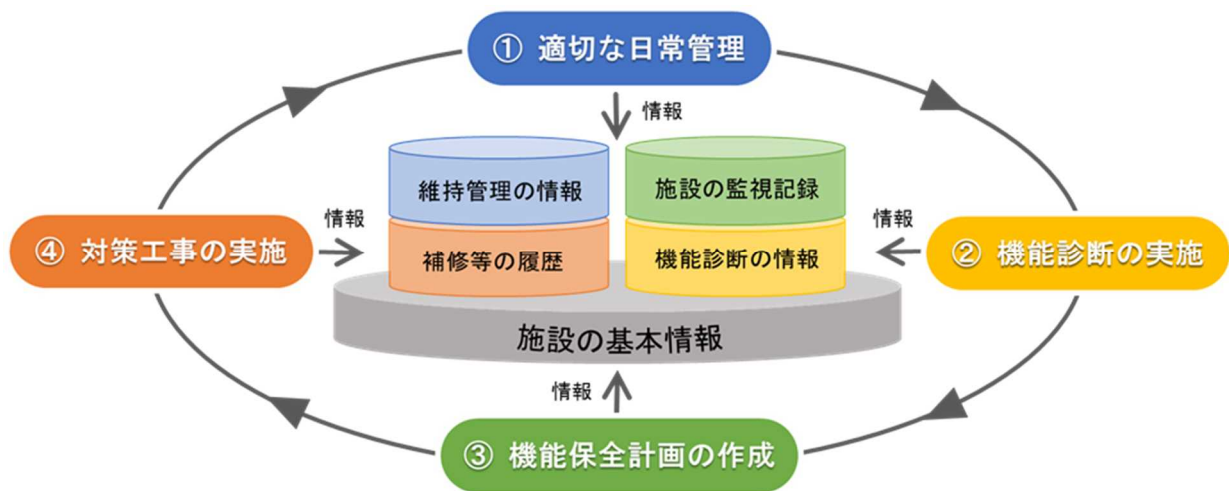 ① 適切な日常管理
情報
維持管理の情報
施設の監視記録
情報
情報
④ 対策工事の実施
補修等の履歴
機能診断の情報
② 機能診断の実施
施設の基本情報
情報
③ 機能保全計画の作成